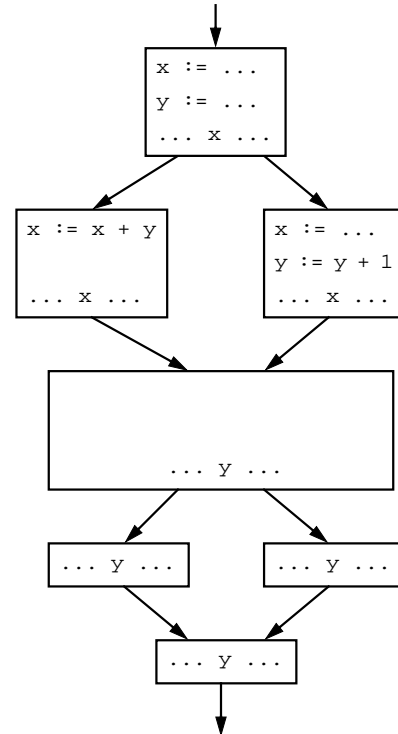 x := ...
y := ...
... x ...
x := x + y
... x ...
x := ...
y := y + 1
... x ...
... y ...
... y ...
... y ...
... y ...